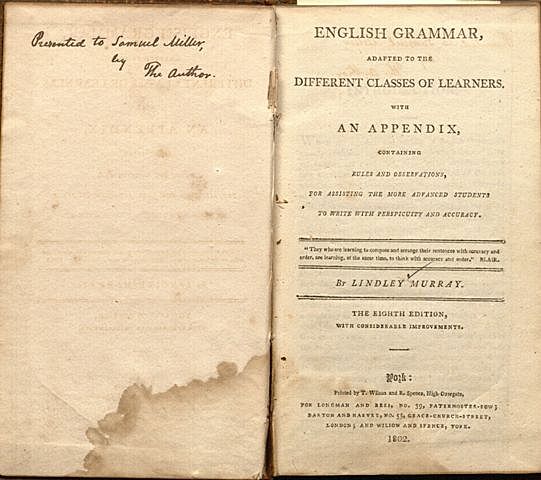 Presented to Samuel Miller,
by
The Author.
ENGLISH GRAMMAR,
ADAPTED TO THE
DIFFERENT CLASSES OF LEARNERS.
WITH
AN APPENDIX,
CONTAINING
RULES AND OBSERVATIONS,
FOR ASSISTING THE MORE ADVANCED STUDENTS
TO WRITE WITH PERSPICUITY AND ACCURACY.
"They who are learning to compose and arrange their sentences with accuracy and
order, are learning, at the same time, to think with accuracy and order." BLAIR.
BY LINDLEY MURRAY.
THE EIGHTH EDITION,
WITH CONSIDERABLE IMPROVEMENTS.
York:
Printed by T. Wilson and R. Spence, High-Ousegate,
FOR LONGMAN AND REES, NO. 39, PATERNOSTER-ROW;
DARTON AND HARVEY, NO. 55, GRACE-CHURCH-STREET,
LONDON; AND WILSON AND SPENCE, YORK.
1802.